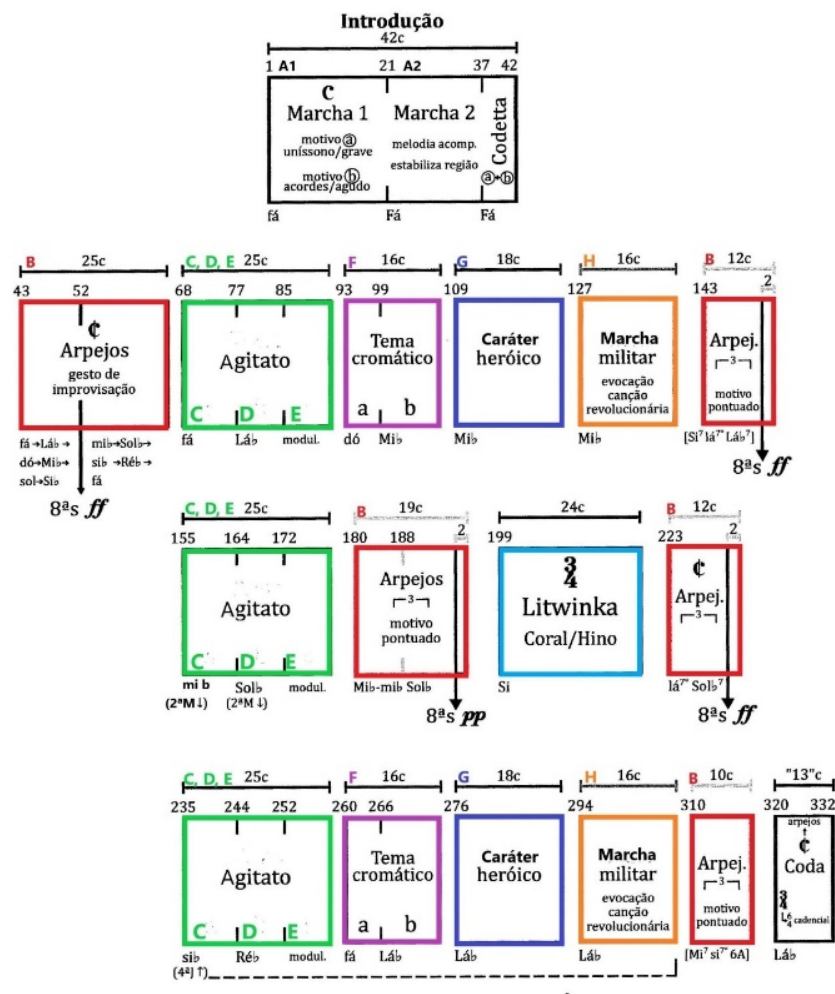 Introdução
42c
1 A1 21 A2 37 42
𝄴
Marcha 1 Marcha 2 Codetta
motivo ⓐ melodia acomp.
uníssono/grave estabiliza região
motivo ⓑ ⓐ+ⓑ
acordes/agudo
fá Fá Fá
B 25c C, D, E 25c F 16c G 18c H 16c B 12c
43 52 68 77 85 93 99 109 127 143 2
¢ Tema Caráter Marcha Arpej.
Arpejos Agitato cromático heróico militar 3
gesto de evocação motivo
improvisação canção pontuado
C D E a b revolucionária
fá→Láb→ mib→Solb→ fá Láb modul. dó Mib Mib Mib [Si⁷ lá⁷° Láb⁷]
dó→Mib→ sib→Réb→
sol→Sib fá
8ªs ff 8ªs ff
C, D, E 25c B 19c 24c B 12c
155 164 172 180 188 2 199 223 2
Agitato Arpejos 3/4 ¢
3 Litwinka Arpej.
motivo Coral/Hino 3
pontuado
C D E
mi b Solb modul. Mib-mib Solb Si lá⁷° Solb⁷
(2ªM↓) (2ªM↓)
8ªs pp 8ªs ff
C, D, E 25c F 16c G 18c H 16c B 10c "13"c
235 244 252 260 266 276 294 310 320 332
arpejos
↑
¢
Agitato Tema Caráter Marcha Arpej. Coda
cromático heróico militar 3
evocação motivo 3/4
canção pontuado 6/4 cadencial
revolucionária
C D E a b
sib Réb modul. fá Láb Láb Láb [Mi⁷ si⁷° 6A] Láb
(4ªJ↑)